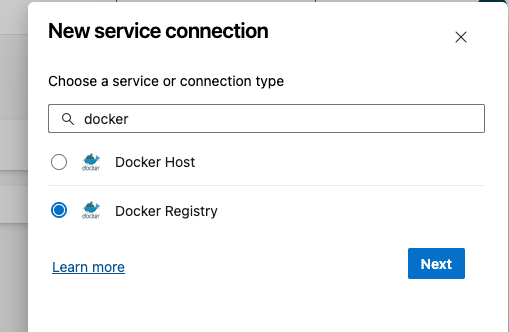 New service connection
Choose a service or connection type
docker
docker
Docker Host
docker
Docker Registry
Learn more
Next